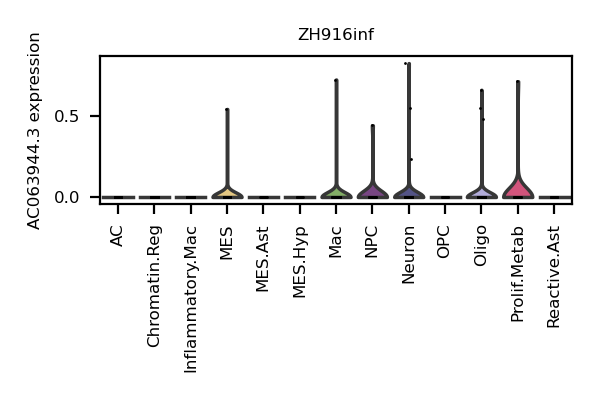 ZH916inf
AC063944.3 expression
0.5
0.0
AC
Chromatin.Reg
Inflammatory.Mac
MES
MES.Ast
MES.Hyp
Mac
NPC
Neuron
OPC
Oligo
Prolif.Metab
Reactive.Ast